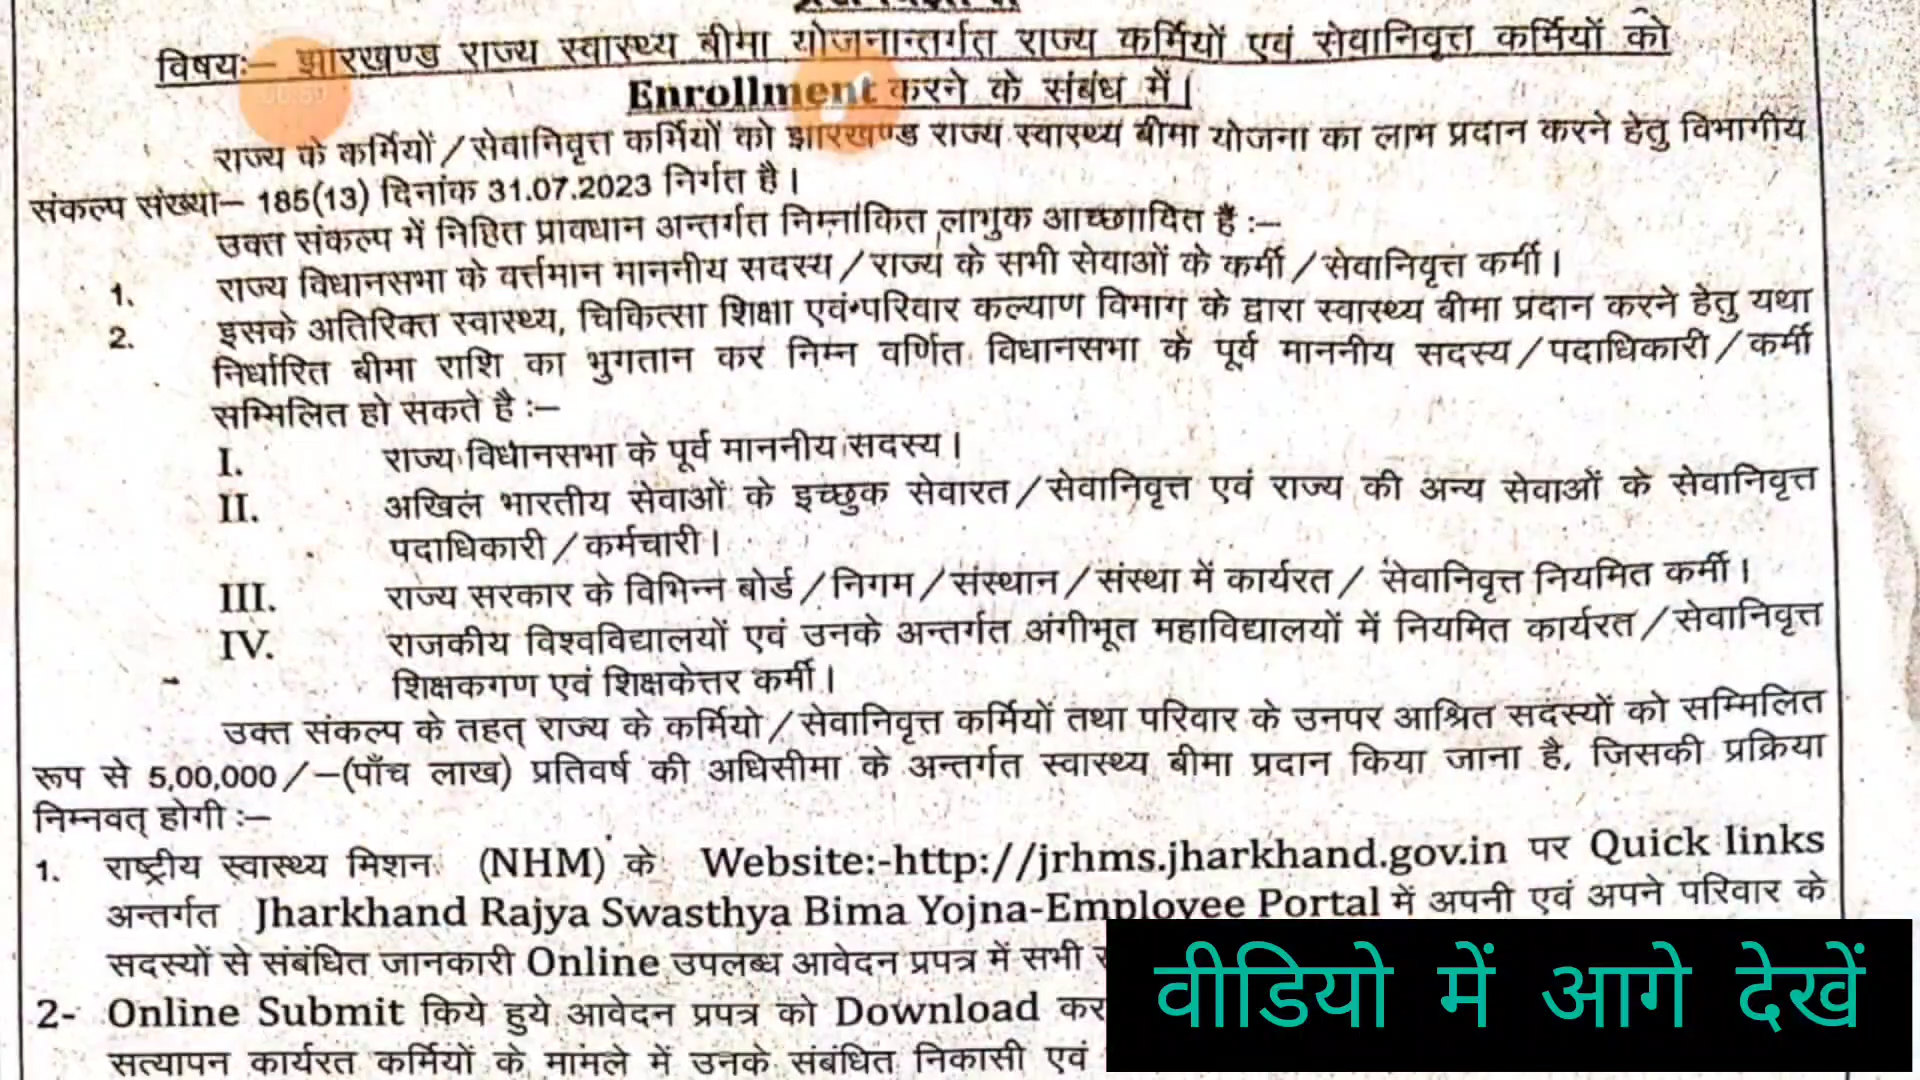 विषयः– झारखण्ड राज्य स्वास्थ्य बीमा योजनान्तर्गत राज्य कर्मियों एवं सेवानिवृत्त कर्मियों को
Enrollment करने के संबंध में।
राज्य के कर्मियों/सेवानिवृत्त कर्मियों को झारखण्ड राज्य स्वास्थ्य बीमा योजना का लाभ प्रदान करने हेतु विभागीय
संकल्प संख्या– 185(13) दिनांक 31.07.2023 निर्गत है।
उक्त संकल्प में निहित प्रावधान अन्तर्गत निम्नांकित लाभुक आच्छाादित हैं :–
1. राज्य विधानसभा के वर्त्तमान माननीय सदस्य/राज्य के सभी सेवाओं के कर्मी/सेवानिवृत्त कर्मी।
2. इसके अतिरिक्त स्वास्थ्य, चिकित्सा शिक्षा एवं परिवार कल्याण विभाग के द्वारा स्वास्थ्य बीमा प्रदान करने हेतु यथा
निर्धारित बीमा राशि का भुगतान कर निम्न वर्णित विधानसभा के पूर्व माननीय सदस्य/पदाधिकारी/कर्मी
सम्मिलित हो सकते है :–
I. राज्य विधानसभा के पूर्व माननीय सदस्य।
II. अखिल भारतीय सेवाओं के इच्छुक सेवारत/सेवानिवृत्त एवं राज्य की अन्य सेवाओं के सेवानिवृत्त
पदाधिकारी/कर्मचारी।
III. राज्य सरकार के विभिन्न बोर्ड/निगम/संस्थान/संस्था में कार्यरत/ सेवानिवृत्त नियमित कर्मी।
IV. राजकीय विश्वविद्यालयों एवं उनके अन्तर्गत अंगीभूत महाविद्यालयों में नियमित कार्यरत/सेवानिवृत्त
शिक्षकगण एवं शिक्षकेत्तर कर्मी।
उक्त संकल्प के तहत् राज्य के कर्मियो/सेवानिवृत्त कर्मियों तथा परिवार के उनपर आश्रित सदस्यों को सम्मिलित
रूप से 5,00,000/–(पाँच लाख) प्रतिवर्ष की अधिसीमा के अन्तर्गत स्वास्थ्य बीमा प्रदान किया जाना है, जिसकी प्रक्रिया
निम्नवत् होगी :–
1. राष्ट्रीय स्वास्थ्य मिशन (NHM) के Website:-http://jrhms.jharkhand.gov.in पर Quick links
अन्तर्गत Jharkhand Rajya Swasthya Bima Yojna-Employee Portal में अपनी एवं अपने परिवार के
सदस्यों से संबंधित जानकारी Online उपलब्ध आवेदन प्रपत्र में सभी
2- Online Submit किये हुये आवेदन प्रपत्र को Download कर
सत्यापन कार्यरत कर्मियों के मामले में उनके संबंधित निकासी एवं
वीडियो में आगे देखें